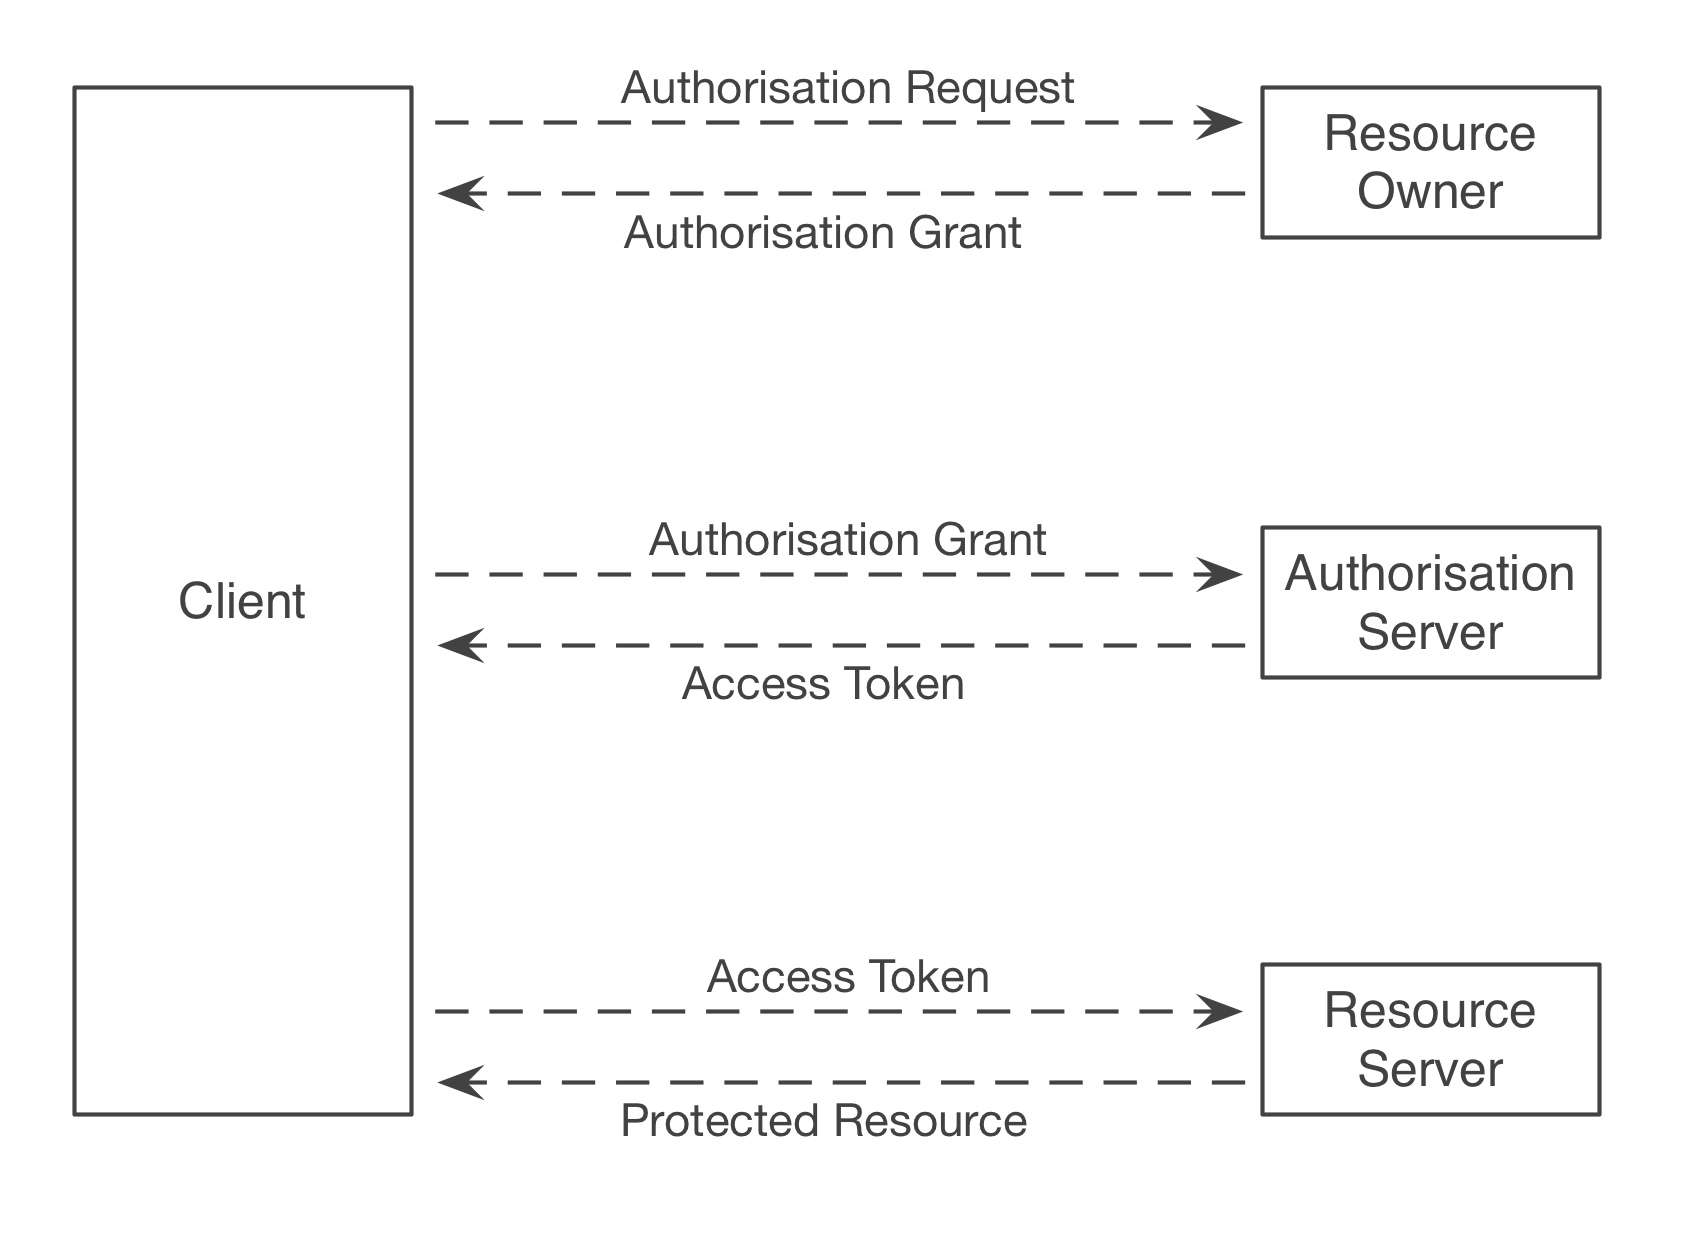 Authorisation Request
Resource
Owner
Authorisation Grant
Authorisation Grant
Authorisation
Server
Client
Access Token
Access Token
Resource
Server
Protected Resource